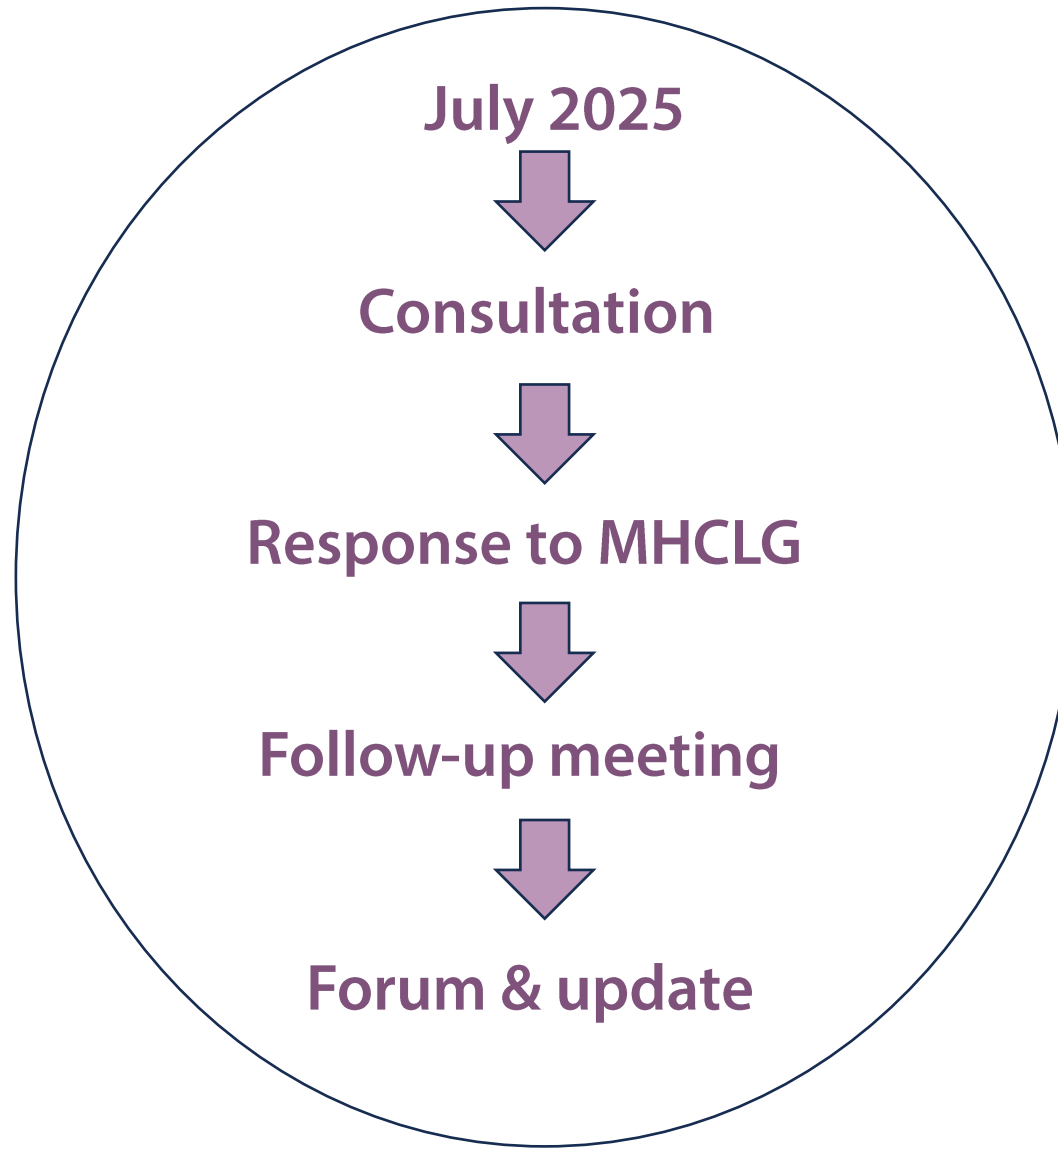 July 2025
Consultation
Response to MHCLG
Follow-up meeting
Forum & update